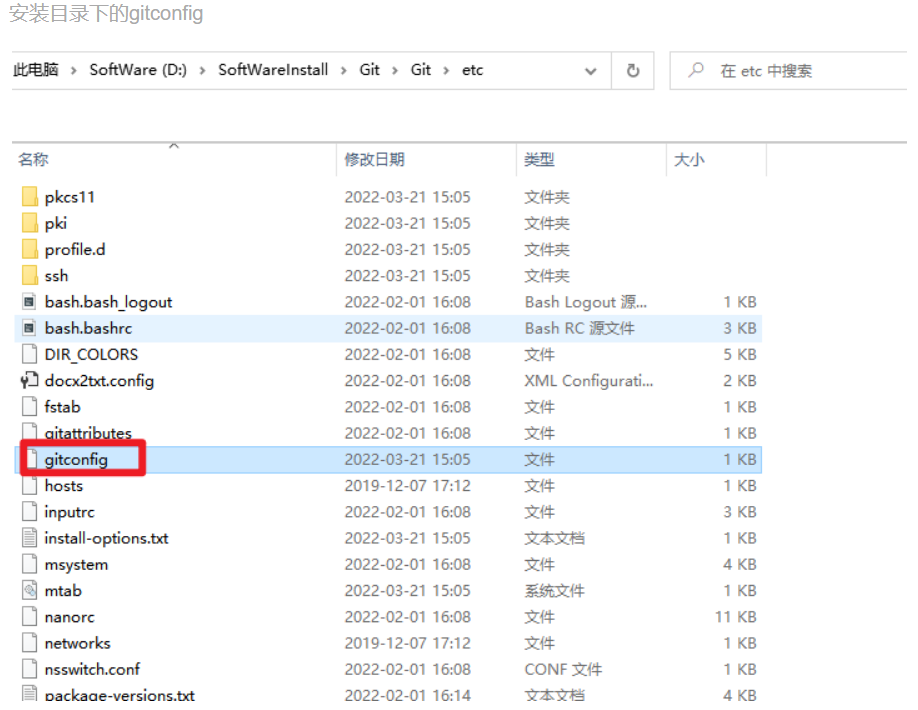 安装目录下的gitconfig
此电脑 › SoftWare (D:) › SoftWareInstall › Git › Git › etc
在 etc 中搜索
名称 修改日期 类型 大小
pkcs11 2022-03-21 15:05 文件夹
pki 2022-03-21 15:05 文件夹
profile.d 2022-03-21 15:05 文件夹
ssh 2022-03-21 15:05 文件夹
bash.bash_logout 2022-02-01 16:08 Bash Logout 源... 1 KB
bash.bashrc 2022-02-01 16:08 Bash RC 源文件 3 KB
DIR_COLORS 2022-02-01 16:08 文件 5 KB
docx2txt.config 2022-02-01 16:08 XML Configurati... 2 KB
fstab 2022-02-01 16:08 文件 1 KB
gitattributes 2022-02-01 16:08 文件 1 KB
gitconfig 2022-03-21 15:05 文件 1 KB
hosts 2019-12-07 17:12 文件 1 KB
inputrc 2022-02-01 16:08 文件 3 KB
install-options.txt 2022-03-21 15:05 文本文档 1 KB
msystem 2022-02-01 16:08 文件 4 KB
mtab 2022-03-21 15:05 系统文件 1 KB
nanorc 2022-02-01 16:08 文件 11 KB
networks 2019-12-07 17:12 文件 1 KB
nsswitch.conf 2022-02-01 16:08 CONF 文件 1 KB
package-versions.txt 2022-02-01 16:14 文本文档 4 KB